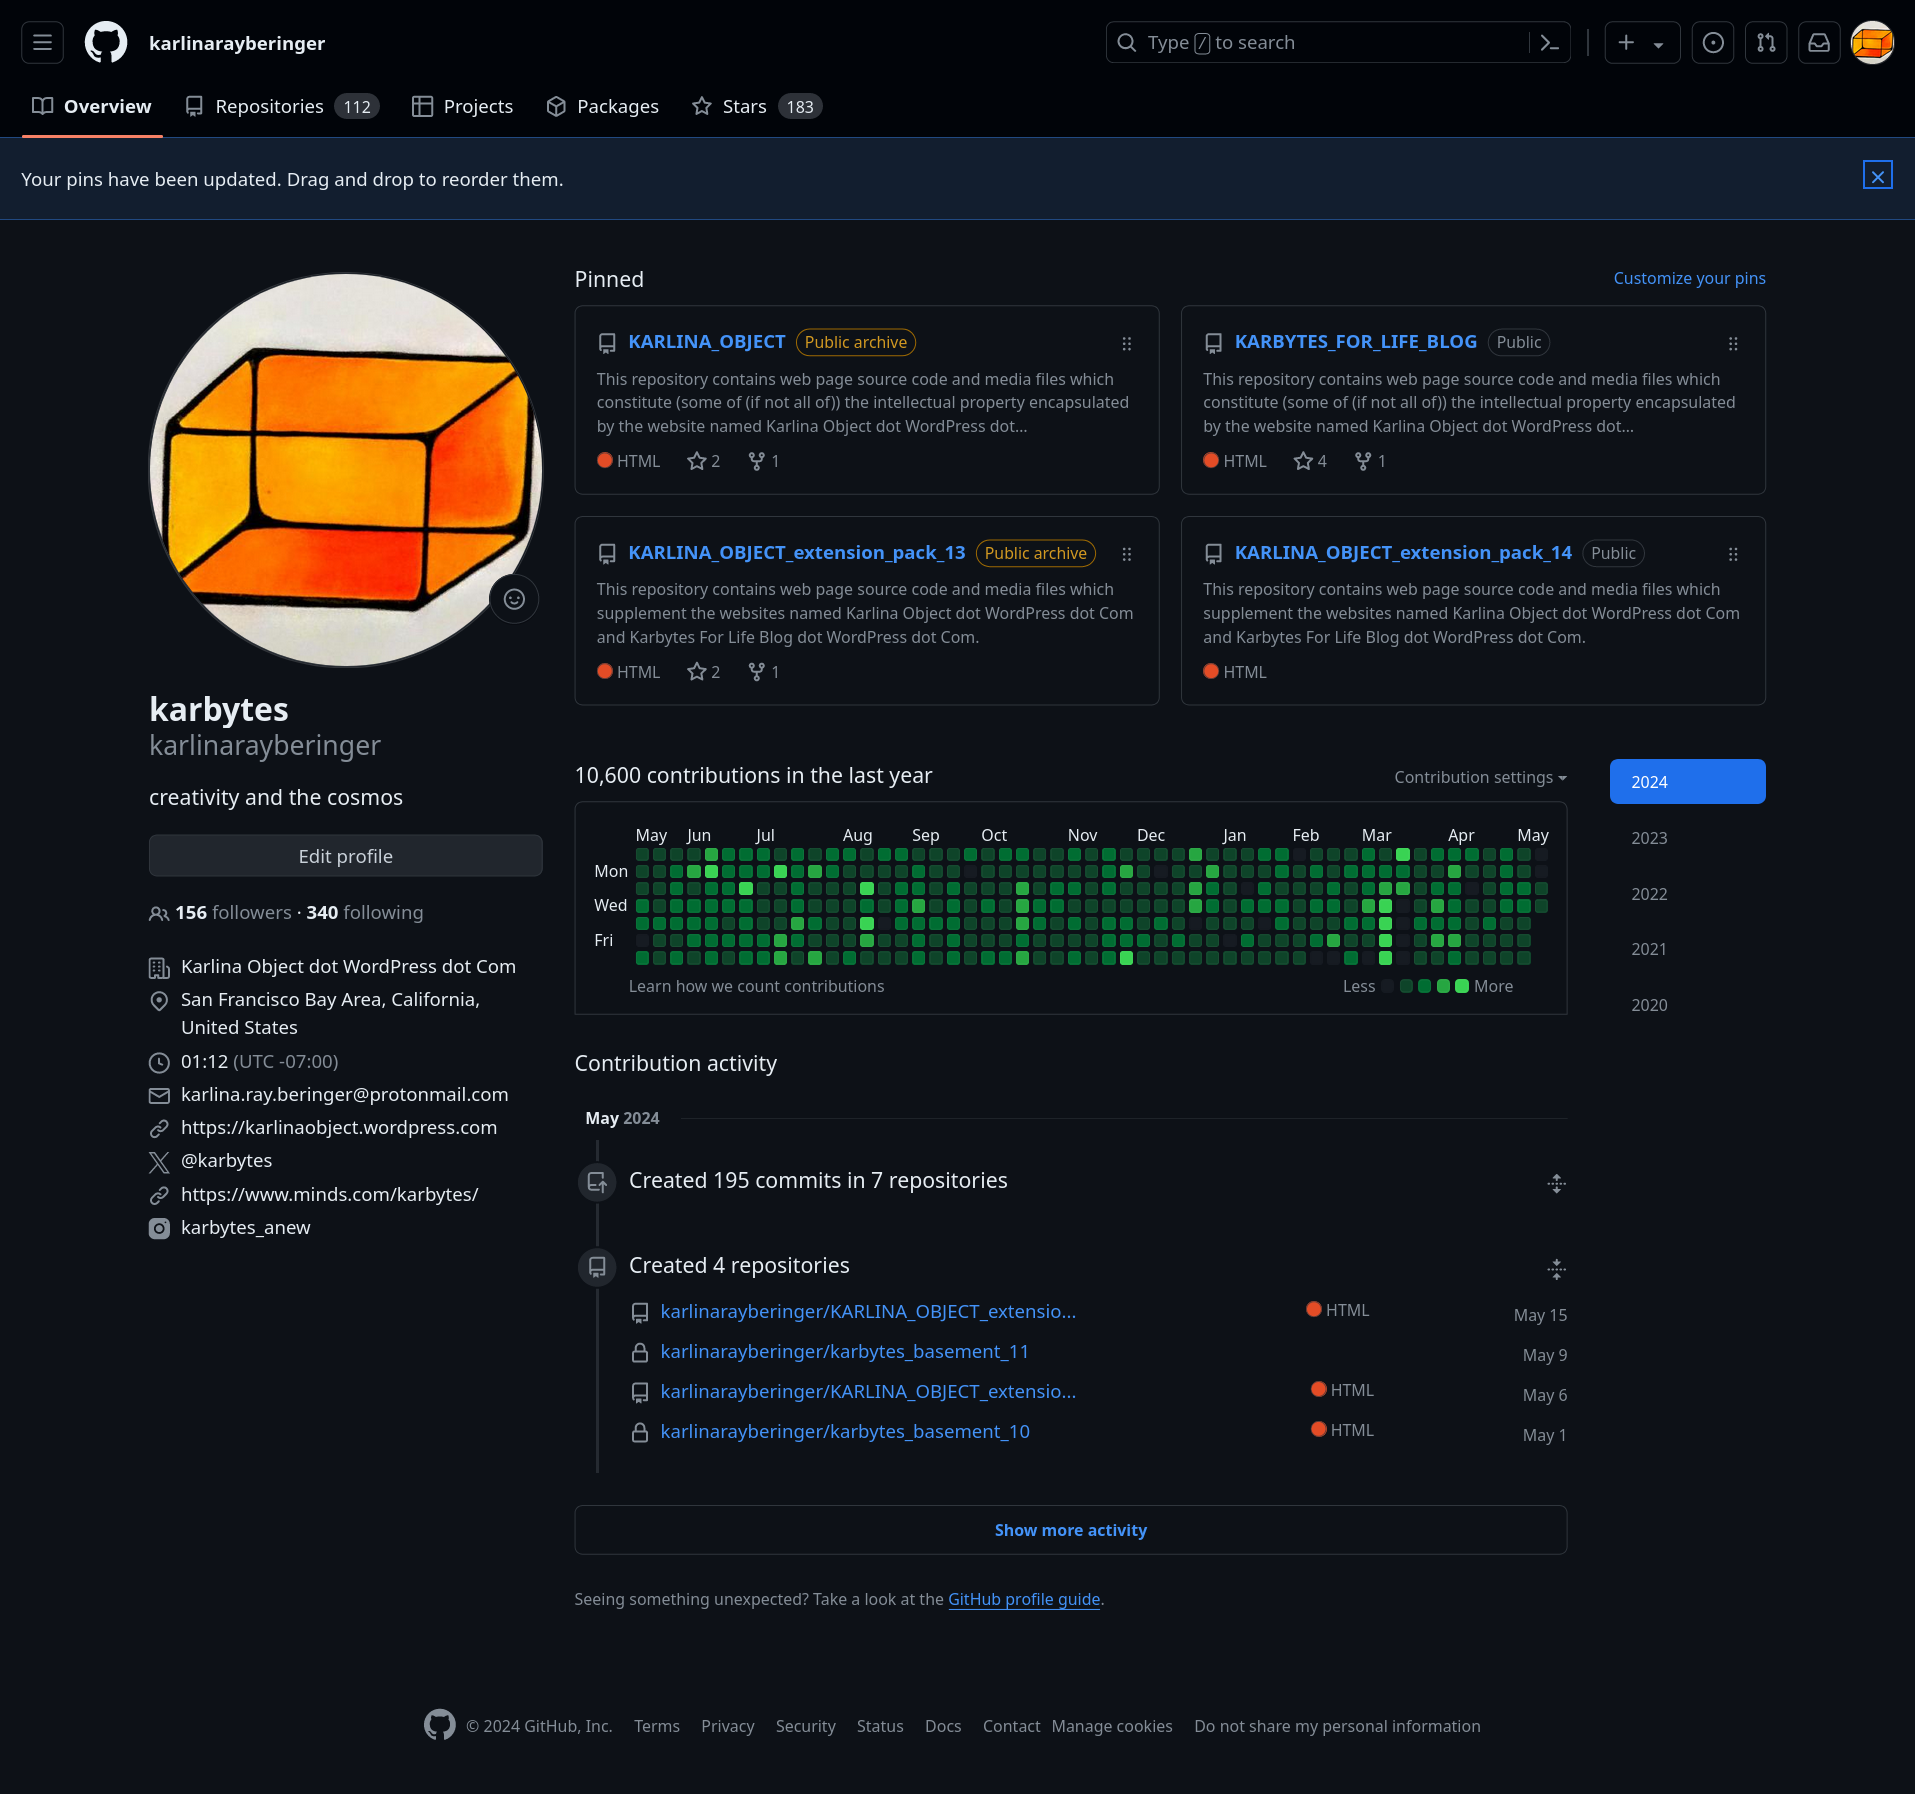 karlinarayberinger
Type / to search
Overview
Repositories 112
Projects
Packages
Stars 183
Your pins have been updated. Drag and drop to reorder them.
karbytes
karlinarayberinger
creativity and the cosmos
Edit profile
156 followers · 340 following
Karlina Object dot WordPress dot Com
San Francisco Bay Area, California,
United States
01:12 (UTC -07:00)
karlina.ray.beringer@protonmail.com
https://karlinaobject.wordpress.com
@karbytes
https://www.minds.com/karbytes/
karbytes_anew
Pinned
Customize your pins
KARLINA_OBJECT Public archive
This repository contains web page source code and media files which
constitute (some of (if not all of)) the intellectual property encapsulated
by the website named Karlina Object dot WordPress dot...
HTML 2 1
KARBYTES_FOR_LIFE_BLOG Public
This repository contains web page source code and media files which
constitute (some of (if not all of)) the intellectual property encapsulated
by the website named Karlina Object dot WordPress dot...
HTML 4 1
KARLINA_OBJECT_extension_pack_13 Public archive
This repository contains web page source code and media files which
supplement the websites named Karlina Object dot WordPress dot Com
and Karbytes For Life Blog dot WordPress dot Com.
HTML 2 1
KARLINA_OBJECT_extension_pack_14 Public
This repository contains web page source code and media files which
supplement the websites named Karlina Object dot WordPress dot Com
and Karbytes For Life Blog dot WordPress dot Com.
HTML
10,600 contributions in the last year
Contribution settings
May Jun Jul Aug Sep Oct Nov Dec Jan Feb Mar Apr May
Mon
Wed
Fri
Learn how we count contributions
Less More
2024
2023
2022
2021
2020
Contribution activity
May 2024
Created 195 commits in 7 repositories
Created 4 repositories
karlinarayberinger/KARLINA_OBJECT_extensio... HTML May 15
karlinarayberinger/karbytes_basement_11 May 9
karlinarayberinger/KARLINA_OBJECT_extensio... HTML May 6
karlinarayberinger/karbytes_basement_10 HTML May 1
Show more activity
Seeing something unexpected? Take a look at the GitHub profile guide.
© 2024 GitHub, Inc. Terms Privacy Security Status Docs Contact Manage cookies Do not share my personal information